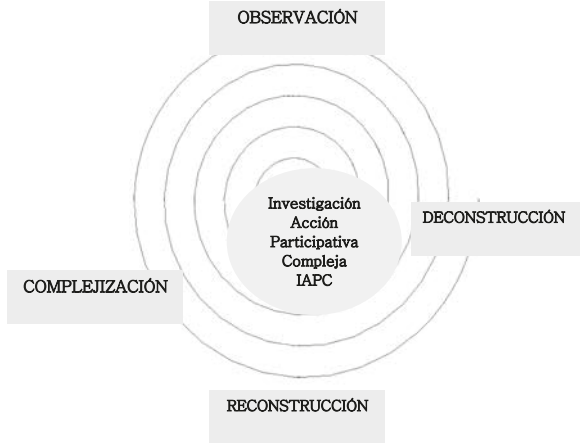 OBSERVACIÓN
Investigación
Acción
Participativa
Compleja
IAPC
DECONSTRUCCIÓN
COMPLEJIZACIÓN
RECONSTRUCCIÓN